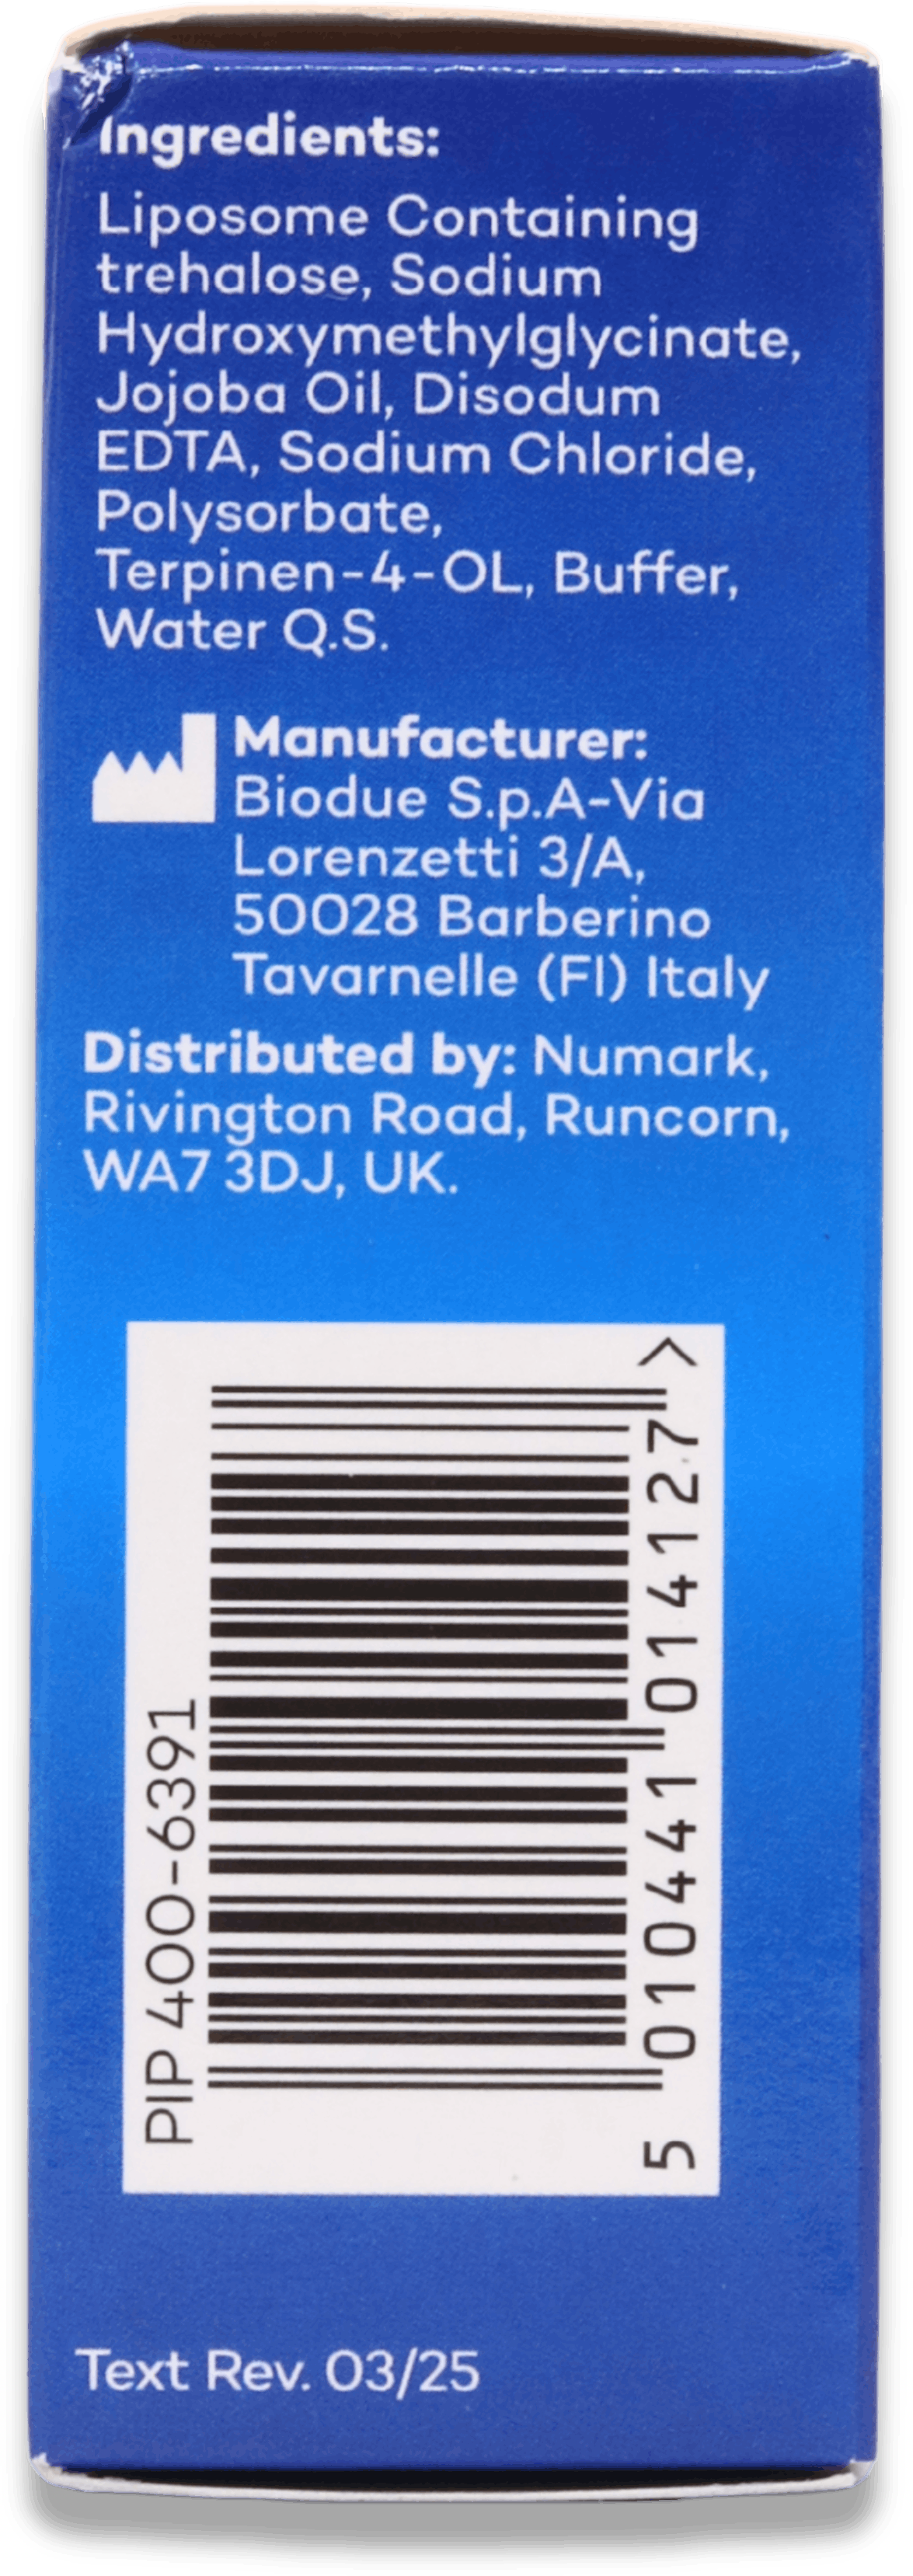 Ingredients:
Liposome Containing
trehalose, Sodium
Hydroxymethylglycinate,
Jojoba Oil, Disodum
EDTA, Sodium Chloride,
Polysorbate,
Terpinen-4-OL, Buffer,
Water Q.S.
Manufacturer:
Biodue S.p.A-Via
Lorenzetti 3/A,
50028 Barberino
Tavarnelle (FI) Italy
Distributed by: Numark,
Rivington Road, Runcorn,
WA7 3DJ, UK.
PIP 400-6391
5 010441 014127 >
Text Rev. 03/25